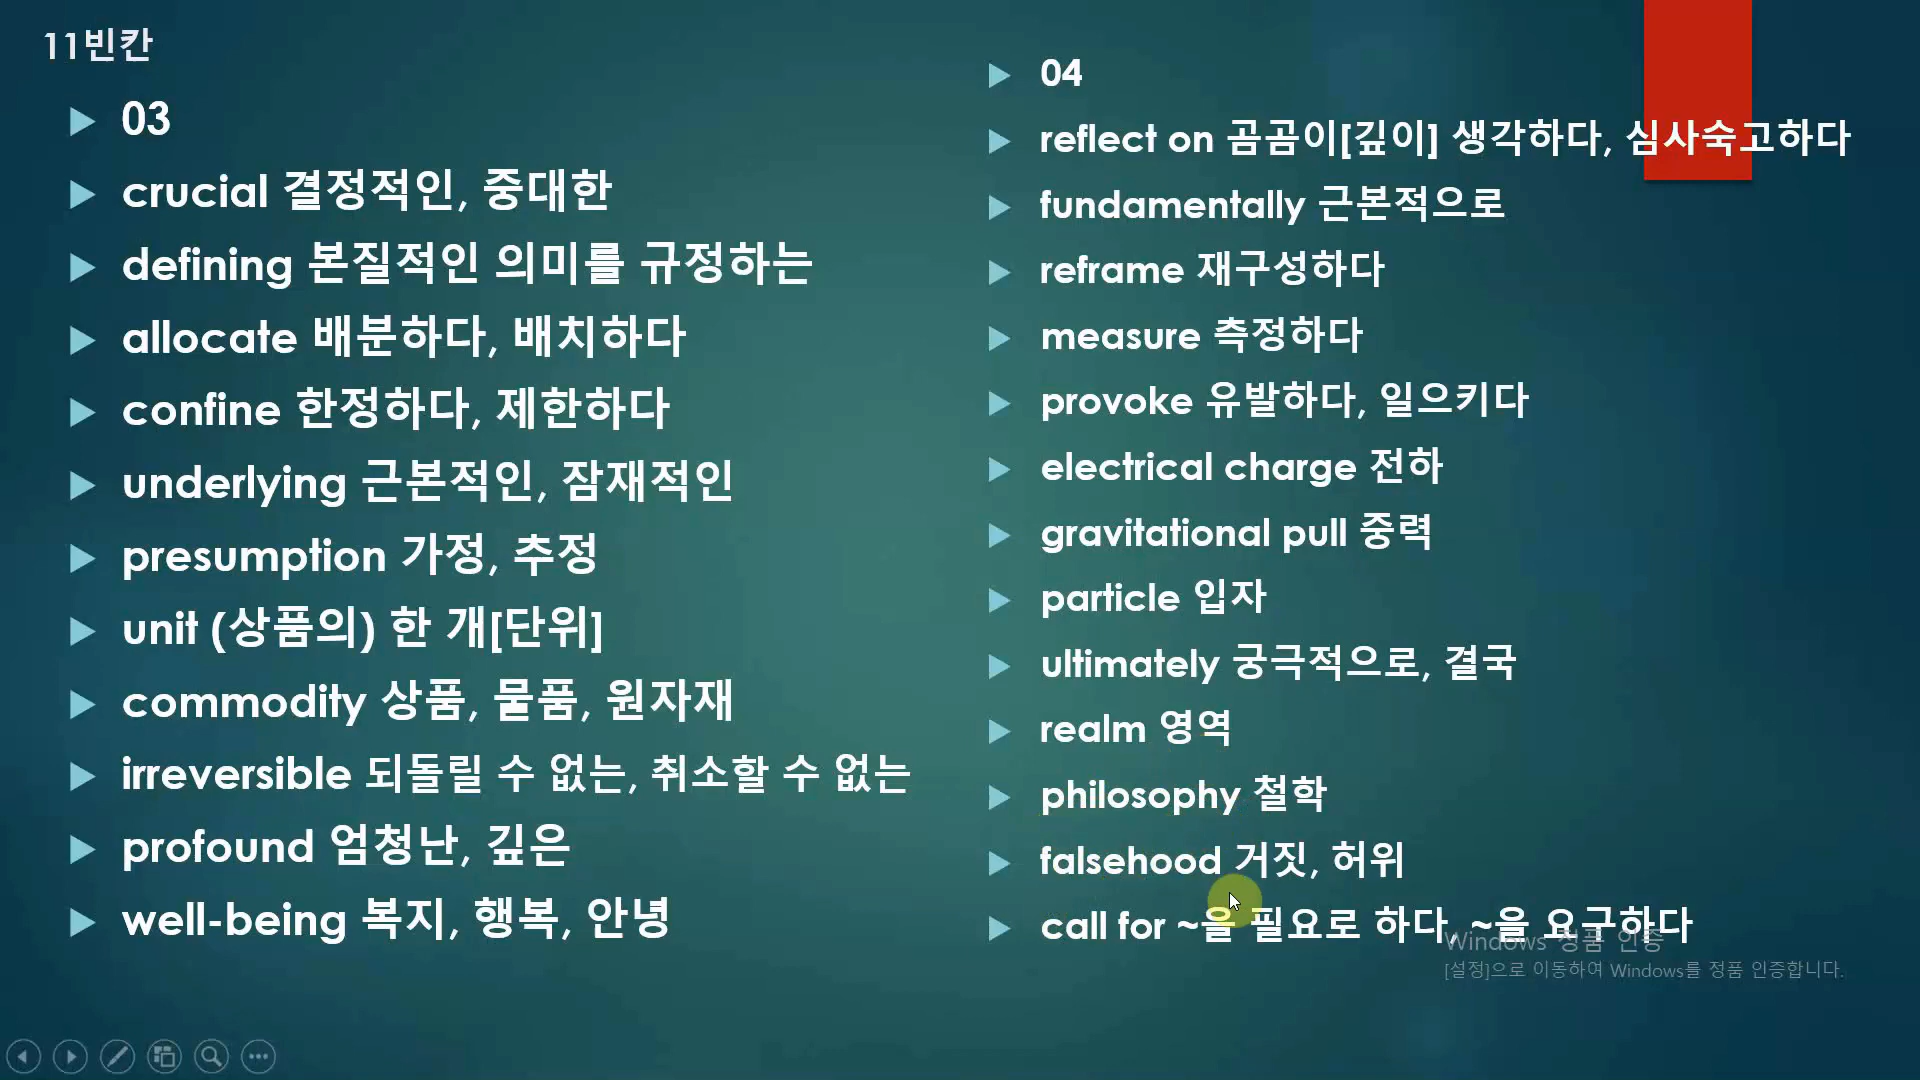 11빈칸
03
crucial 결정적인, 중대한
defining 본질적인 의미를 규정하는
allocate 배분하다, 배치하다
confine 한정하다, 제한하다
underlying 근본적인, 잠재적인
presumption 가정, 추정
unit (상품의) 한 개[단위]
commodity 상품, 물품, 원자재
irreversible 되돌릴 수 없는, 취소할 수 없는
profound 엄청난, 깊은
well-being 복지, 행복, 안녕
04
reflect on 곰곰이[깊이] 생각하다, 심사숙고하다
fundamentally 근본적으로
reframe 재구성하다
measure 측정하다
provoke 유발하다, 일으키다
electrical charge 전하
gravitational pull 중력
particle 입자
ultimately 궁극적으로, 결국
realm 영역
philosophy 철학
falsehood 거짓, 허위
call for ~을 필요로 하다, ~을 요구하다
Windows 정품 인증
[설정]으로 이동하여 Windows를 정품 인증합니다.